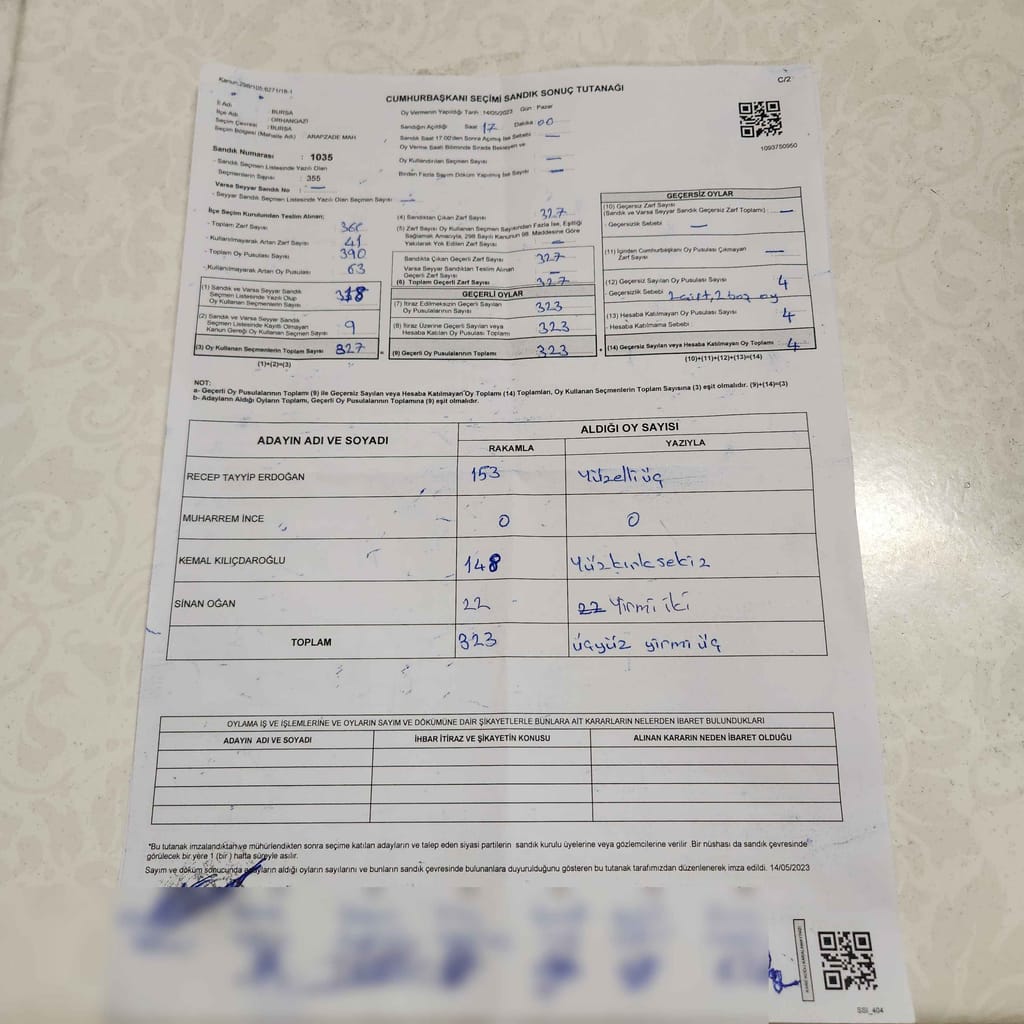 Kanun:298/105;6271/18-1
C/2
CUMHURBAŞKANI SEÇİMİ SANDIK SONUÇ TUTANAĞI
İl Adı : BURSA
İlçe Adı : ORHANGAZİ
Seçim Çevresi : BURSA
Seçim Bölgesi (Mahalle Adı) : ARAPZADE MAH.
Oy Vermenin Yapıldığı Tarih : 14/05/2023 Gün : Pazar
Sandığın Açıldığı Saat 17 Dakika 00
Sandık Saat 17.00'den Sonra Açılmış İse Sebebi —
Oy Verme Saati Bitiminde Sırada Bekleyen ve
Oy Kullandırılan Seçmen Sayısı —
Birden Fazla Sayım Döküm Yapılmış İse Sayısı —
1093750950
Sandık Numarası : 1035
- Sandık Seçmen Listesinde Yazılı Olan
Seçmenlerin Sayısı : 355
Varsa Seyyar Sandık No : —
- Seyyar Sandık Seçmen Listesinde Yazılı Olan Seçmen Sayısı : —
İlçe Seçim Kurulundan Teslim Alınan;
- Toplam Zarf Sayısı
- Kullanılmayarak Artan Zarf Sayısı 41
- Toplam Oy Pusulası Sayısı 390
- Kullanılmayarak Artan Oy Pusulası 63
(1) Sandık ve Varsa Seyyar Sandık
Seçmen Listesinde Yazılı Olup
Oy Kullanan Seçmenlerin Sayısı 318
(2) Sandık ve Varsa Seyyar Sandık
Seçmen Listesinde Kayıtlı Olmayan
Kanun Gereği Oy Kullanan Seçmen Sayısı 9
(3) Oy Kullanan Seçmenlerin Toplam Sayısı 327
(1)+(2)=(3)
(4) Sandıktan Çıkan Zarf Sayısı 327
(5) Zarf Sayısı Oy Kullanan Seçmen Sayısından Fazla İse, Eşitliği
Sağlamak Amacıyla, 298 Sayılı Kanunun 98. Maddesine Göre
Yakılarak Yok Edilen Zarf Sayısı —
Sandıkta Çıkan Geçerli Zarf Sayısı 327
Varsa Seyyar Sandıktan Teslim Alınan
Geçerli Zarf Sayısı —
(6) Toplam Geçerli Zarf Sayısı 327
GEÇERLİ OYLAR
(7) İtiraz Edilmeksizin Geçerli Sayılan
Oy Pusulasının Sayısı 323
(8) İtiraz Üzerine Geçerli Sayılan veya
Hesaba Katılan Oy Pusulası Sayısı 323
(9) Geçerli Oy Pusulalarının Toplamı 323
GEÇERSİZ OYLAR
(10) Geçersiz Zarf Sayısı
(Sandık ve Varsa Seyyar Sandık Geçersiz Zarf Toplamı) : —
- Geçersizlik Sebebi : —
(11) İçinden Cumhurbaşkanı Oy Pusulası Çıkmayan
Zarf Sayısı —
(12) Geçersiz Sayılan Oy Pusulası Sayısı 4
- Geçersizlik Sebebi : 2 çift, 2 boş oy
(13) Hesaba Katılmayan Oy Pusulası Sayısı 4
- Hesaba Katılmama Sebebi :
(14) Geçersiz Sayılan veya Hesaba Katılmayan Oy Toplamı 4
(10)+(11)+(12)+(13)=(14)
NOT:
a- Geçerli Oy Pusulalarının Toplamı (9) ile Geçersiz Sayılan veya Hesaba Katılmayan Oy Toplamı (14) Toplamları, Oy Kullanan Seçmenlerin Toplam Sayısına (3) eşit olmalıdır. (9)+(14)=(3)
b- Adayların Aldığı Oyların Toplamı, Geçerli Oy Pusulalarının Toplamına (9) eşit olmalıdır.
ADAYIN ADI VE SOYADI
ALDIĞI OY SAYISI
RAKAMLA YAZIYLA
RECEP TAYYİP ERDOĞAN 153 Yüzelli üç
MUHARREM İNCE 0 0
KEMAL KILIÇDAROĞLU 148 Yüzkırksekiz
SİNAN OĞAN 22 22 Yirmi iki
TOPLAM 323 üçyüz yirmi üç
OYLAMA İŞ VE İŞLEMLERİNE VE OYLARIN SAYIM VE DÖKÜMÜNE DAİR ŞİKAYETLERLE BUNLARA AİT KARARLARIN NELERDEN İBARET BULUNDUKLARI
ADAYIN ADI VE SOYADI İHBAR İTİRAZ VE ŞİKAYETİN KONUSU ALINAN KARARIN NEDEN İBARET OLDUĞU
*Bu tutanak imzalandıktan ve mühürlendikten sonra seçime katılan adayların ve talep eden siyasi partilerin sandık kurulu üyelerine veya gözlemcilerine verilir. Bir nüshası da sandık çevresinde
görülecek bir yere 1 (bir) hafta süreyle asılır.
Sayım ve döküm sonucunda adayların aldığı oyların sayılarını ve bunların sandık çevresinde bulunanlara duyurulduğunu gösteren bu tutanak tarafımızdan düzenlenerek imza edildi. 14/05/2023
SSI_404